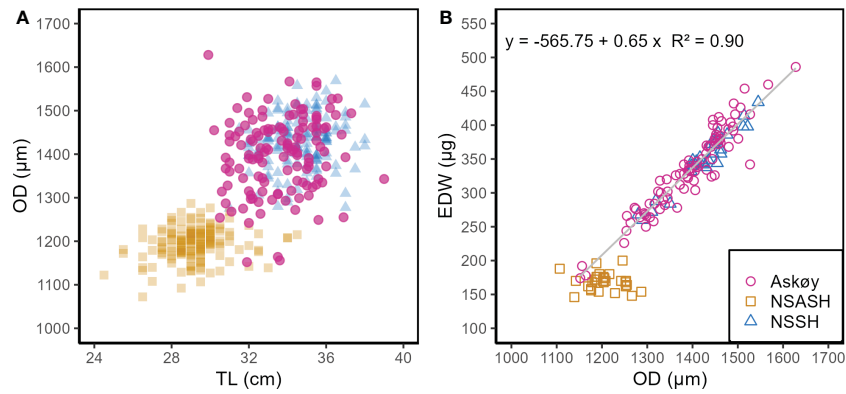 A
1700
1600
1500
1400
1300
1200
1100
1000
OD (µm)
24 28 32 36 40
TL (cm)
B
y = -565.75 + 0.65 x R² = 0.90
550
500
450
400
350
300
250
200
150
100
EDW (µg)
Askøy
NSASH
NSSH
1000 1100 1200 1300 1400 1500 1600 1700
OD (µm)